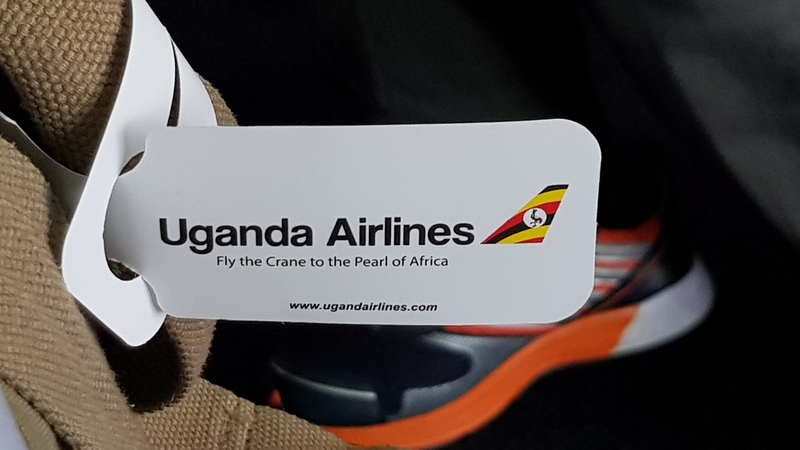 Uganda Airlines
Fly the Crane to the Pearl of Africa
www.ugandairlines.com